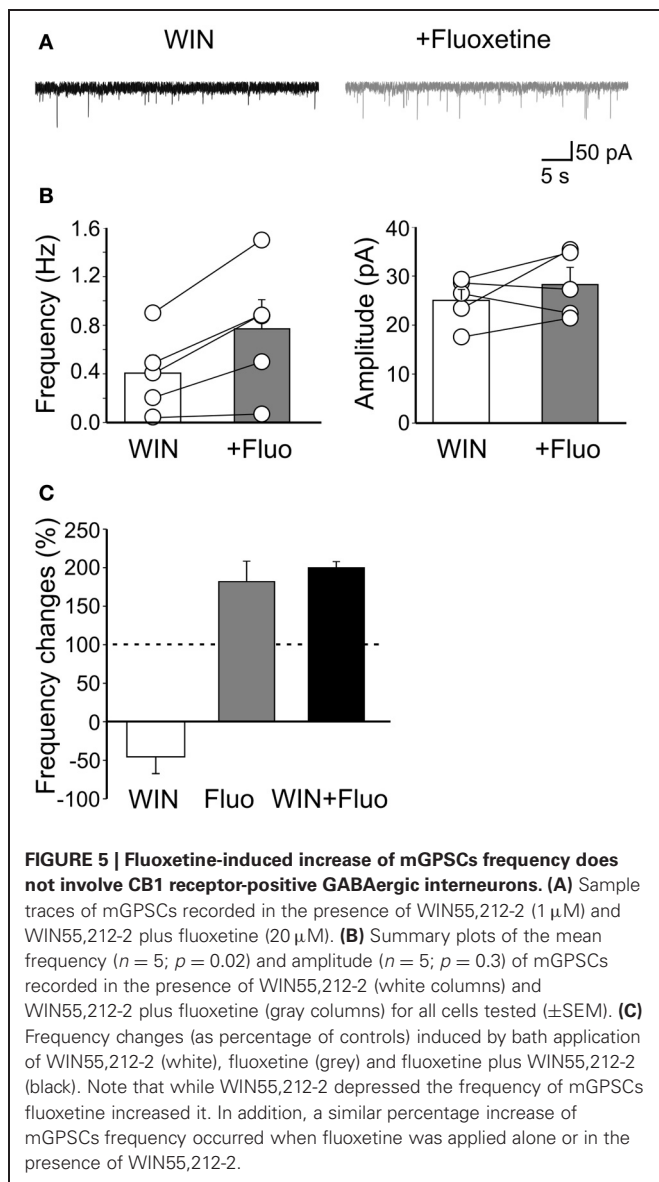 A
WIN
+Fluoxetine
50 pA
5 s
B
Frequency (Hz)
1.6
1.2
0.8
0.4
0.0
WIN
+Fluo
Amplitude (pA)
40
30
20
10
0
WIN
+Fluo
C
Frequency changes (%)
250
200
150
100
50
0
-50
-100
WIN
Fluo
WIN+Fluo
FIGURE 5 | Fluoxetine-induced increase of mGPSCs frequency does
not involve CB1 receptor-positive GABAergic interneurons. (A) Sample
traces of mGPSCs recorded in the presence of WIN55,212-2 (1 μM) and
WIN55,212-2 plus fluoxetine (20 μM). (B) Summary plots of the mean
frequency (n = 5; p = 0.02) and amplitude (n = 5; p = 0.3) of mGPSCs
recorded in the presence of WIN55,212-2 (white columns) and
WIN55,212-2 plus fluoxetine (gray columns) for all cells tested (±SEM). (C)
Frequency changes (as percentage of controls) induced by bath application
of WIN55,212-2 (white), fluoxetine (grey) and fluoxetine plus WIN55,212-2
(black). Note that while WIN55,212-2 depressed the frequency of mGPSCs
fluoxetine increased it. In addition, a similar percentage increase of
mGPSCs frequency occurred when fluoxetine was applied alone or in the
presence of WIN55,212-2.